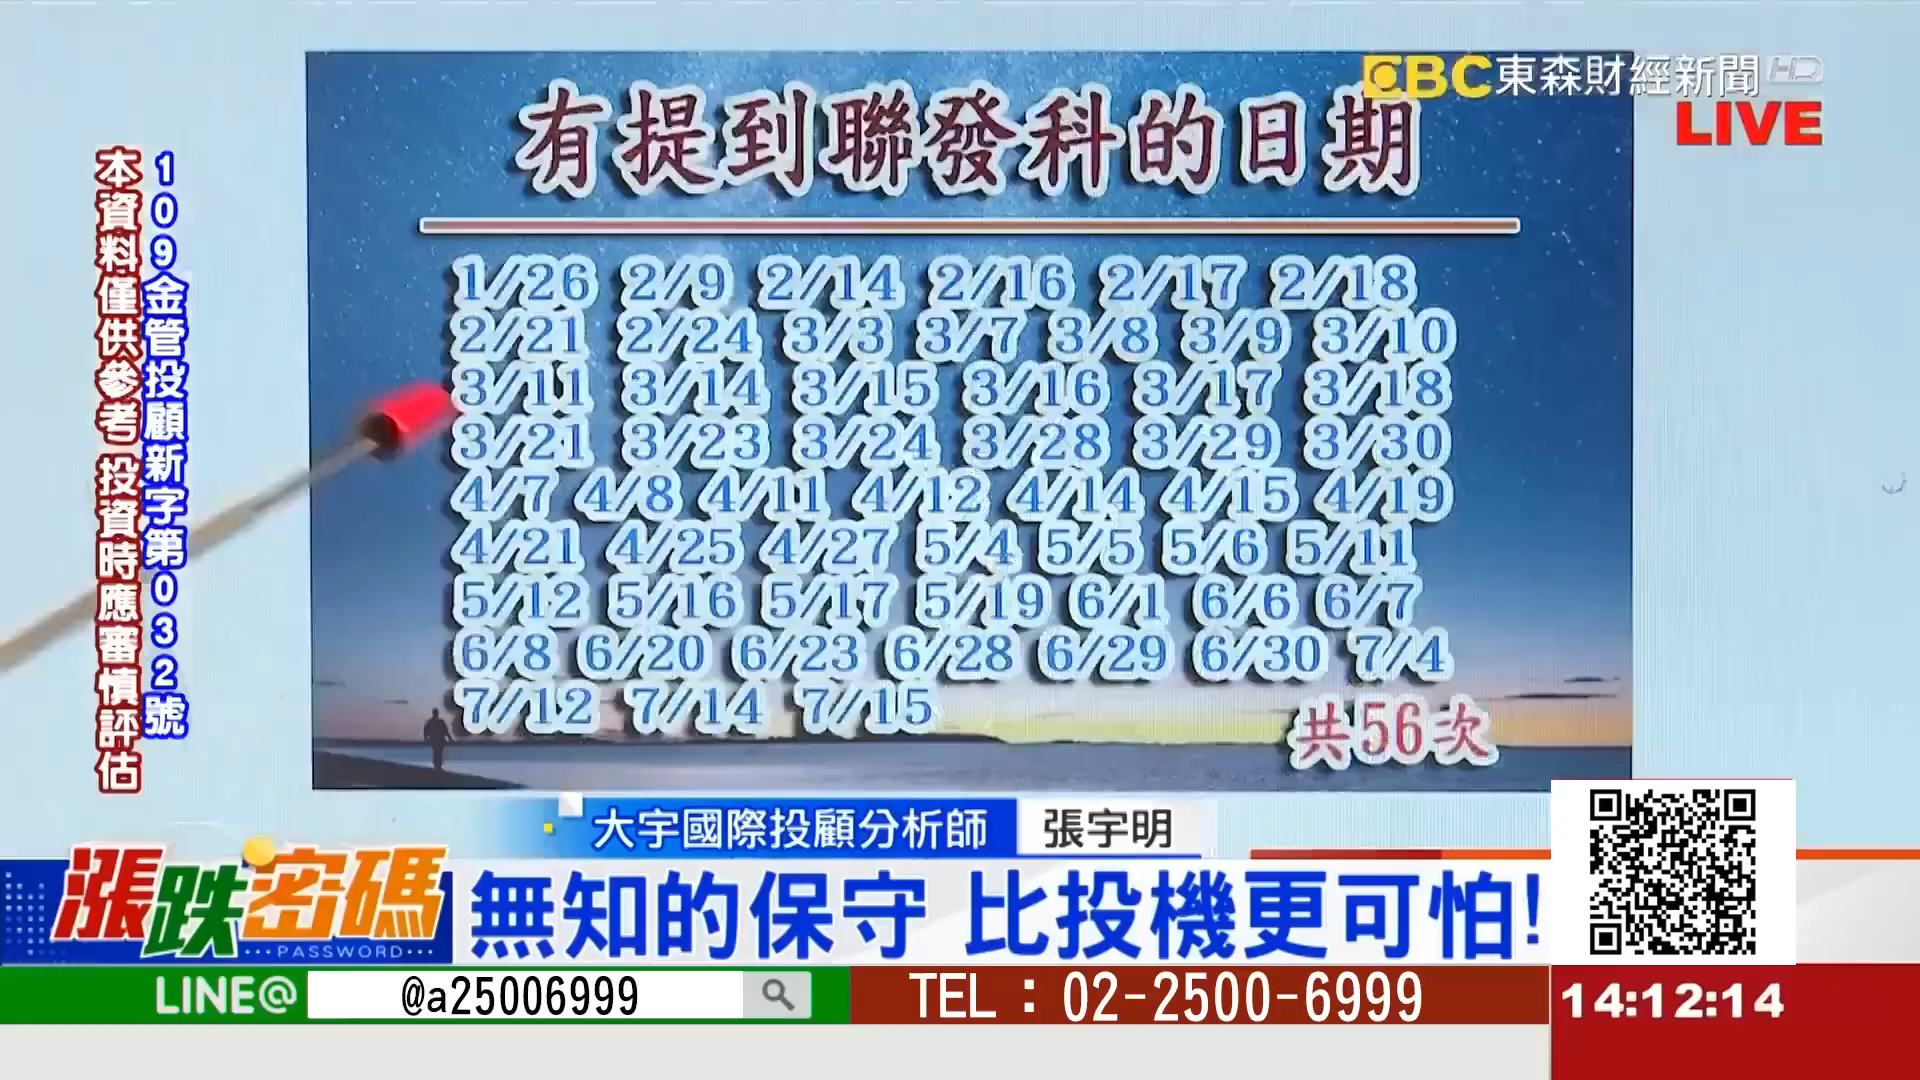 EBC東森財經新聞HD
LIVE
有提到聯發科的日期
109金管投顧新字第032號
本資料僅供參考 投資時應審慎評估
1/26 2/9 2/14 2/16 2/17 2/18
2/21 2/24 3/3 3/7 3/8 3/9 3/10
3/11 3/14 3/15 3/16 3/17 3/18
3/21 3/23 3/24 3/28 3/29 3/30
4/7 4/8 4/11 4/12 4/14 4/15 4/19
4/21 4/25 4/27 5/4 5/5 5/6 5/11
5/12 5/16 5/17 5/19 6/1 6/6 6/7
6/8 6/20 6/23 6/28 6/29 6/30 7/4
7/12 7/14 7/15
共56次
大宇國際投顧分析師 張宇明
漲跌密碼
PASSWORD
無知的保守 比投機更可怕!
LINE@ @a25006999
TEL：02-2500-6999
14:12:14